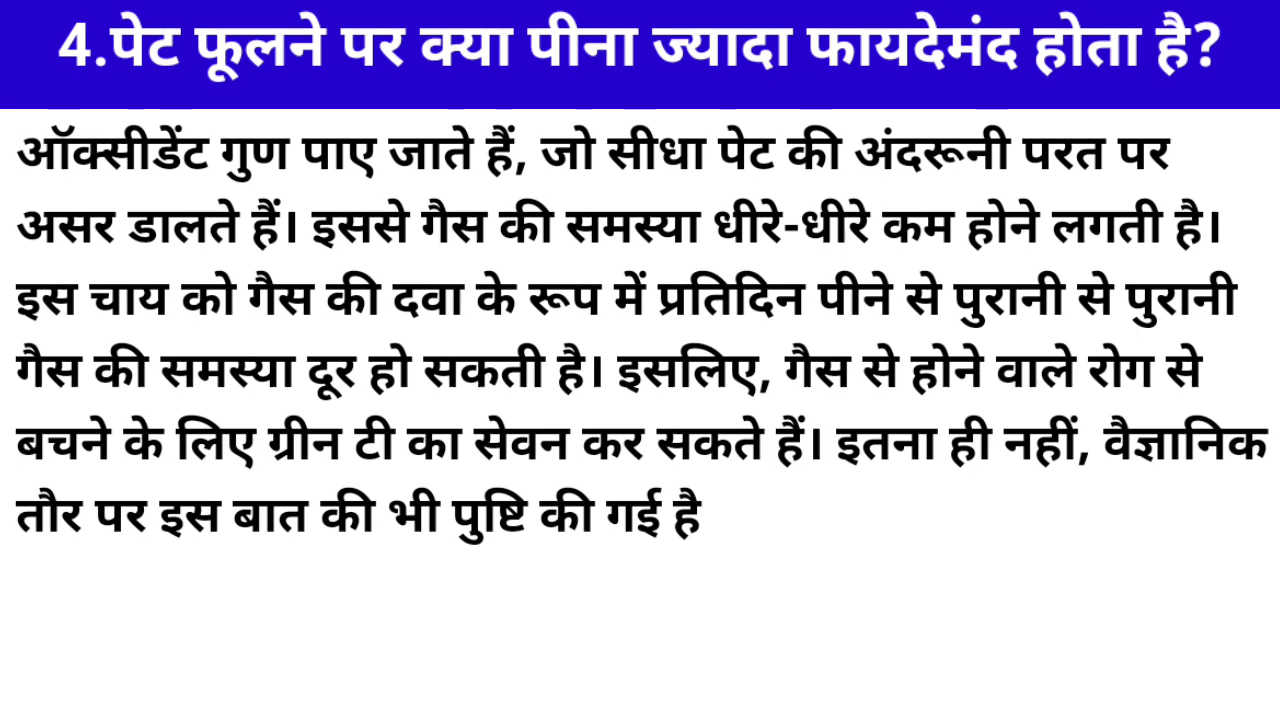 4.पेट फूलने पर क्या पीना ज्यादा फायदेमंद होता है?
ऑक्सीडेंट गुण पाए जाते हैं, जो सीधा पेट की अंदरूनी परत पर
असर डालते हैं। इससे गैस की समस्या धीरे-धीरे कम होने लगती है।
इस चाय को गैस की दवा के रूप में प्रतिदिन पीने से पुरानी से पुरानी
गैस की समस्या दूर हो सकती है। इसलिए, गैस से होने वाले रोग से
बचने के लिए ग्रीन टी का सेवन कर सकते हैं। इतना ही नहीं, वैज्ञानिक
तौर पर इस बात की भी पुष्टि की गई है